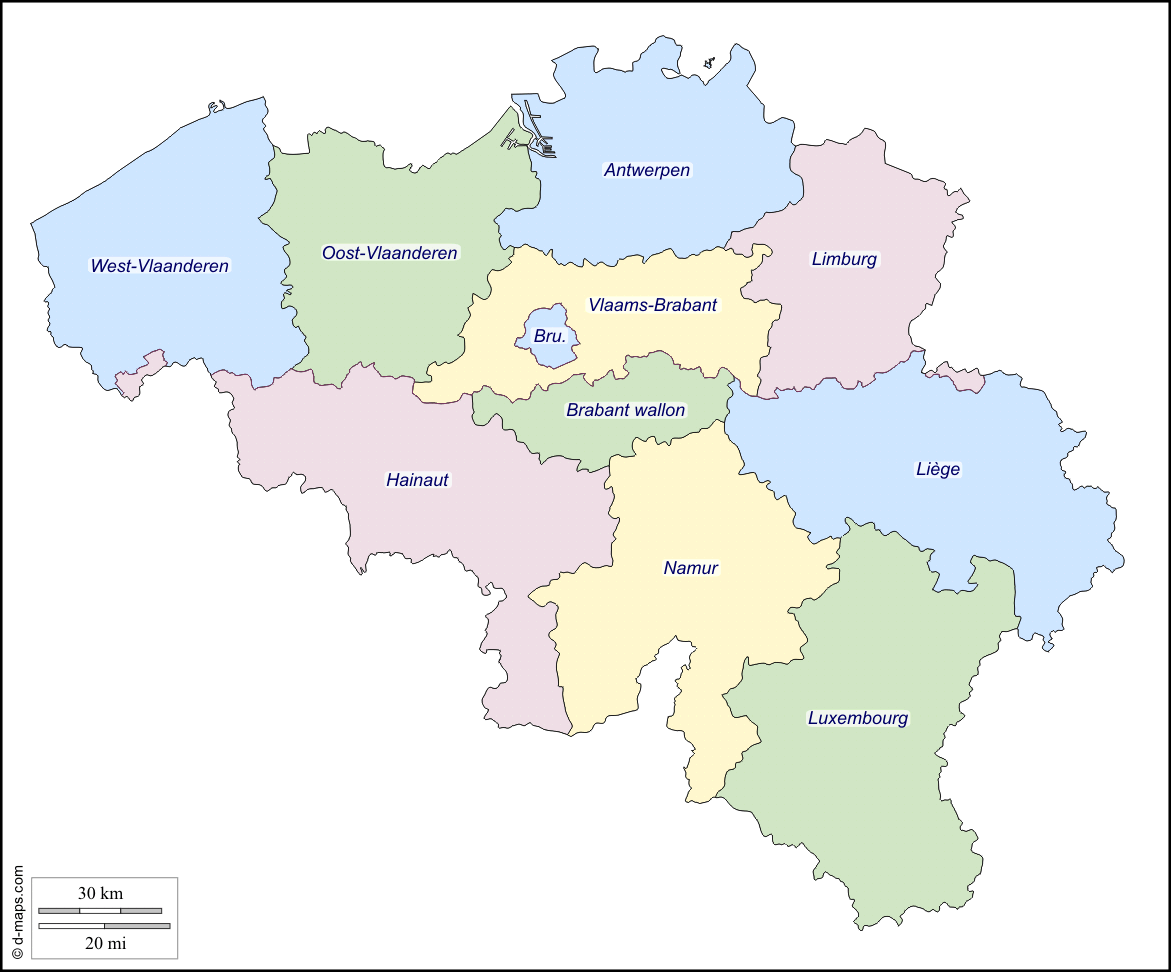 Antwerpen
West-Vlaanderen
Oost-Vlaanderen
Limburg
Vlaams-Brabant
Bru.
Brabant wallon
Hainaut
Liège
Namur
Luxembourg
30 km
20 mi
© d-maps.com